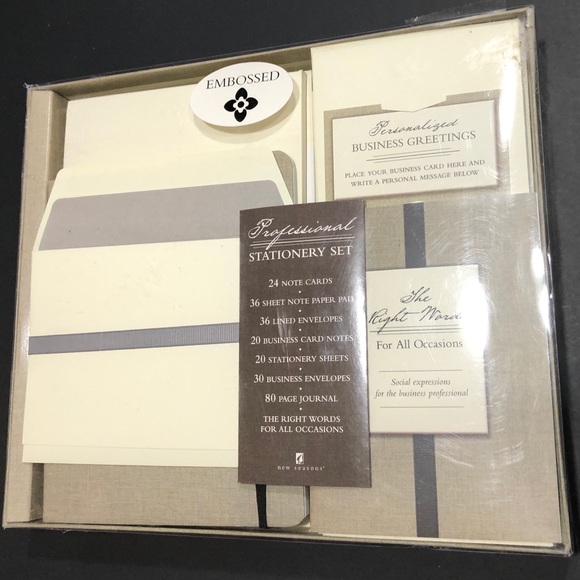 EMBOSSED
Personalized
BUSINESS GREETINGS
PLACE YOUR BUSINESS CARD HERE AND
WRITE A PERSONAL MESSAGE BELOW
Professional
STATIONERY SET
24 NOTE CARDS
36 SHEET NOTE PAPER PAD
36 LINED ENVELOPES
20 BUSINESS CARD NOTES
20 STATIONERY SHEETS
30 BUSINESS ENVELOPES
80 PAGE JOURNAL
THE RIGHT WORDS
FOR ALL OCCASIONS
new seasons®
The
Right Words
For All Occasions
Social expressions
for the business professional